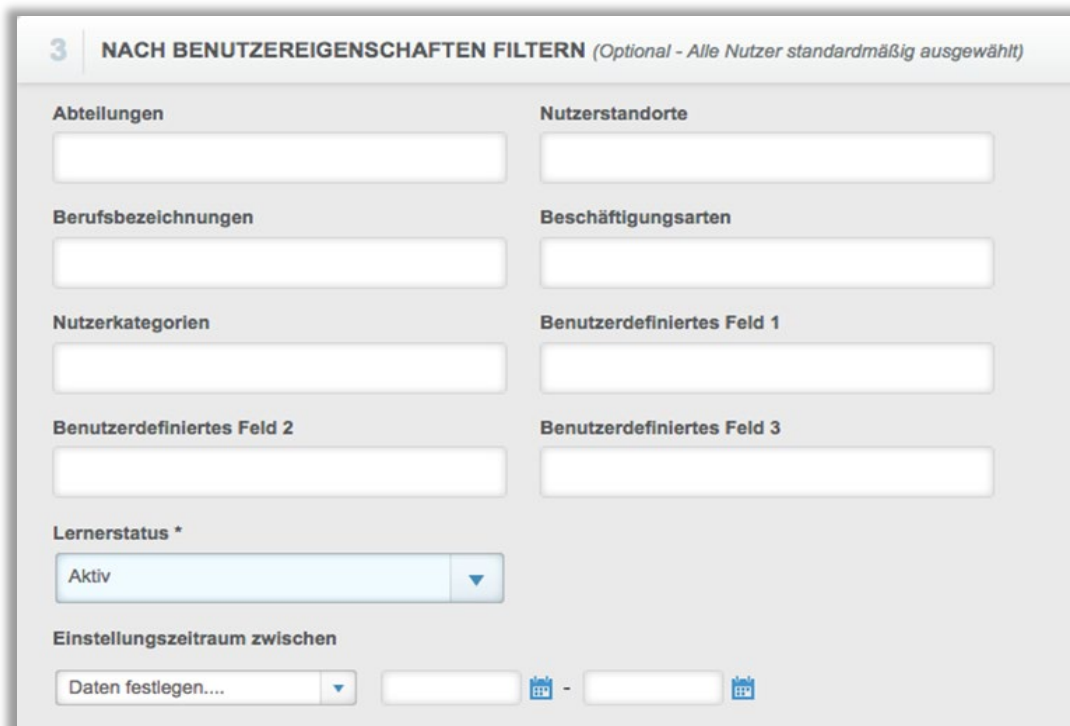 3 NACH BENUTZEREIGENSCHAFTEN FILTERN (Optional - Alle Nutzer standardmäßig ausgewählt)
Abteilungen Nutzerstandorte
Berufsbezeichnungen Beschäftigungsarten
Nutzerkategorien Benutzerdefiniertes Feld 1
Benutzerdefiniertes Feld 2 Benutzerdefiniertes Feld 3
Lernerstatus *
Aktiv
Einstellungszeitraum zwischen
Daten festlegen.... -